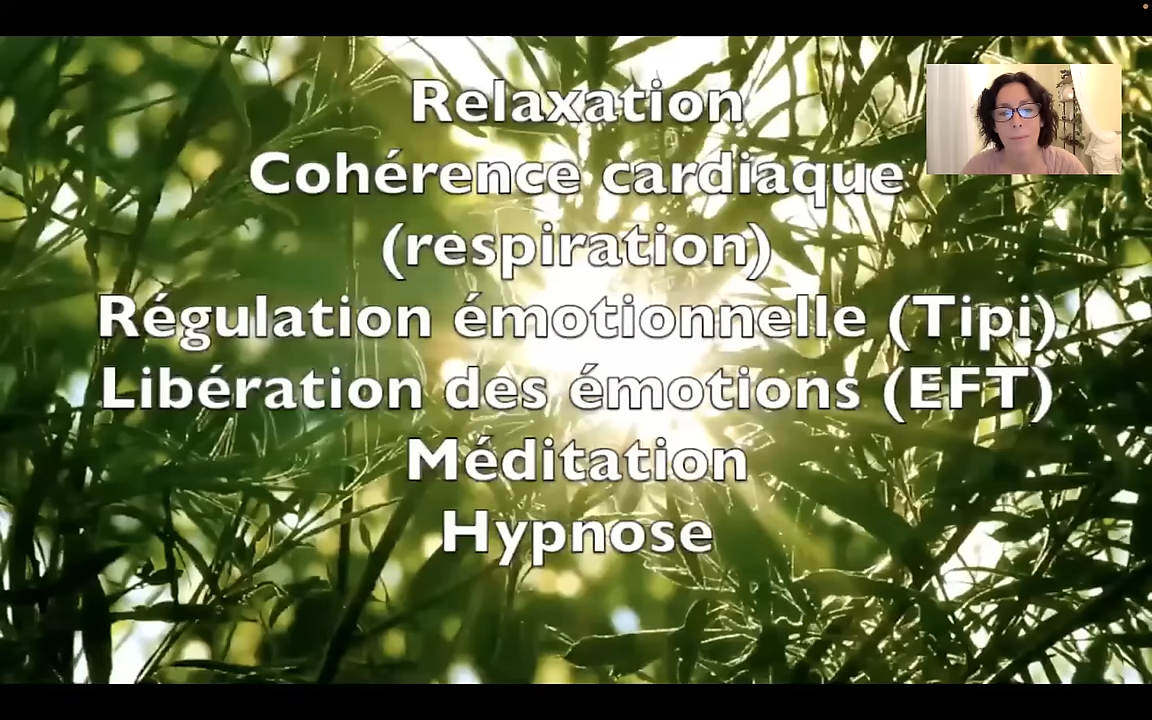 Relaxation
Cohérence cardiaque
(respiration)
Régulation émotionnelle (Tipi)
Libération des émotions (EFT)
Méditation
Hypnose